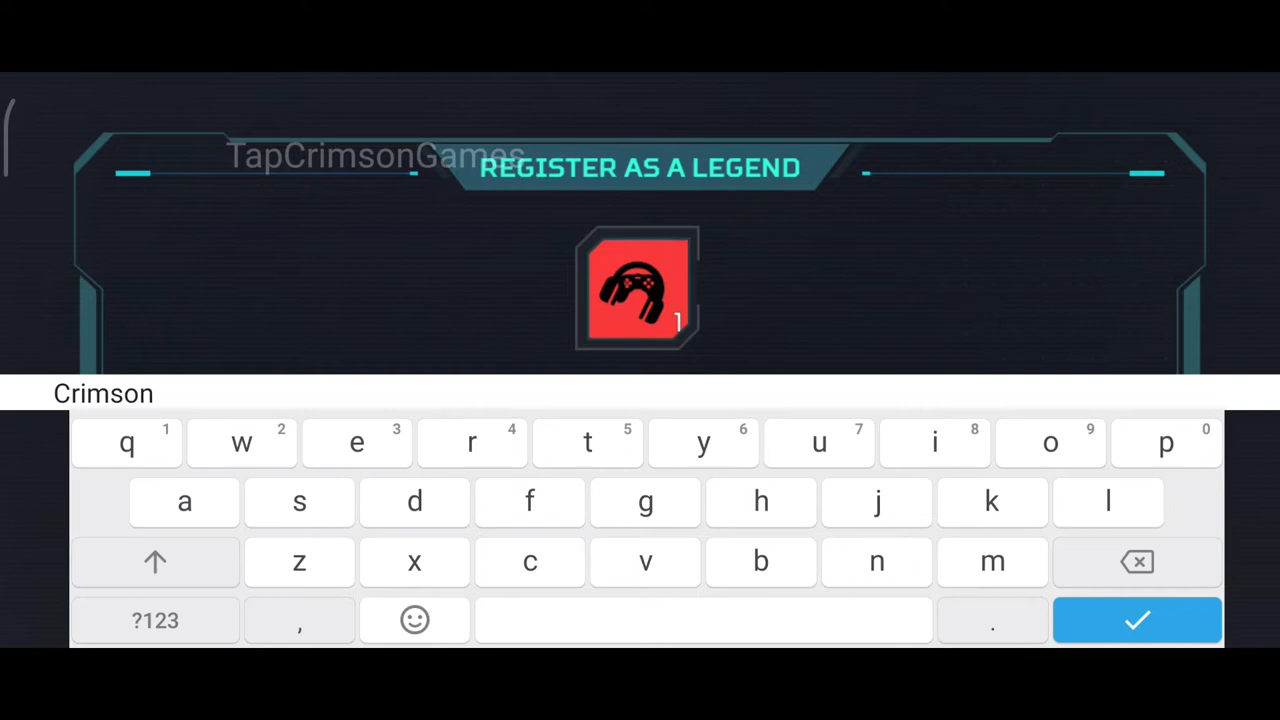 TapCrimsonGames
REGISTER AS A LEGEND
1
Crimson
q 1 w 2 e 3 r 4 t 5 y 6 u 7 i 8 o 9 p 0
a s d f g h j k l
z x c v b n m
?123 , .